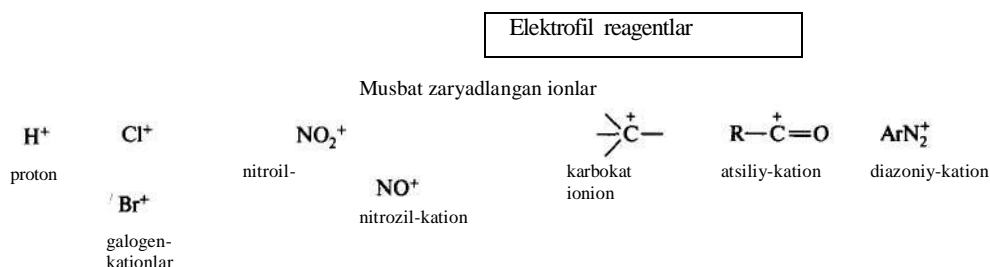 Elektrofil reagentlar
Musbat zaryadlangan ionlar
H⁺ Cl⁺ NO₂⁺ C⁺ R—C⁺=O ArN₂⁺
proton nitroil- karbokat ionion atsiliy-kation diazoniy-kation
Br⁺ NO⁺
nitrozil-kation
galogen-
kationlar